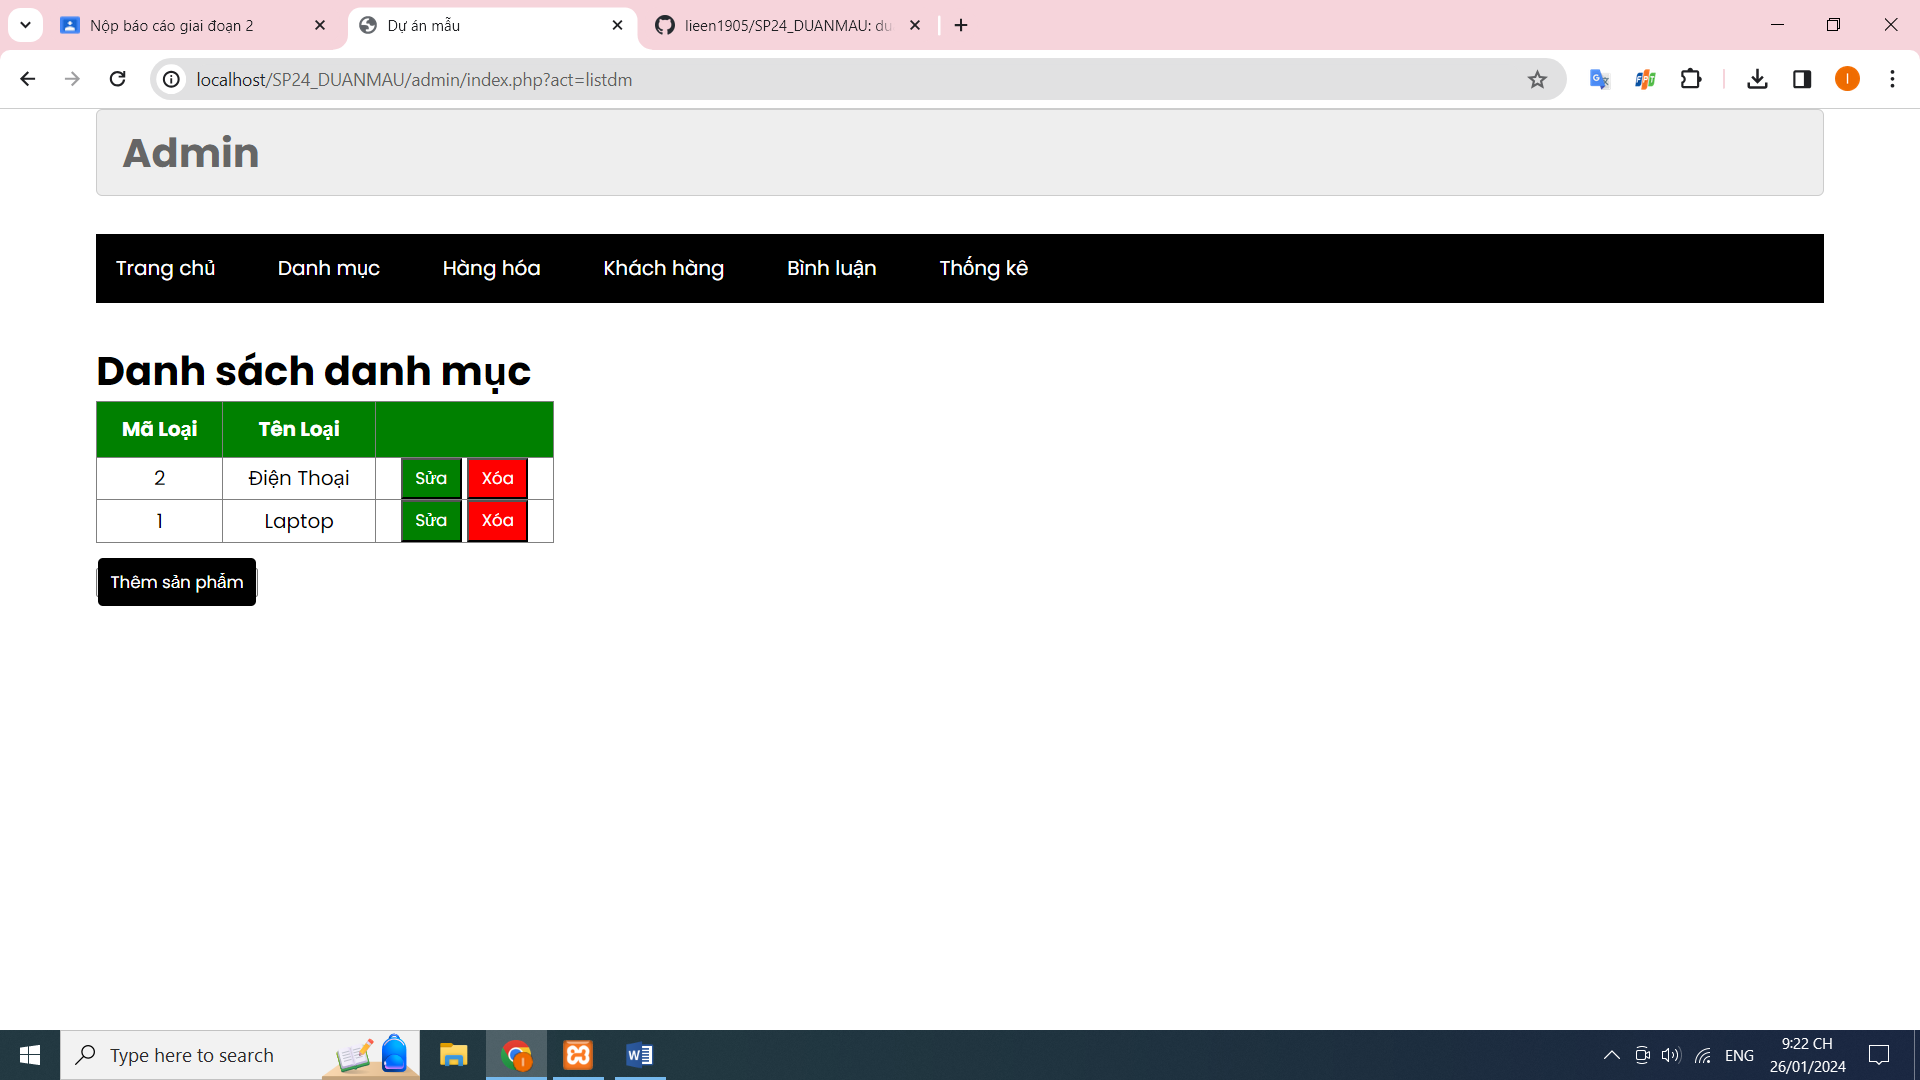 Nộp báo cáo giai đoạn 2
Dự án mẫu
lieen1905/SP24_DUANMAU: du
localhost/SP24_DUANMAU/admin/index.php?act=listdm
Admin
Trang chủ Danh mục Hàng hóa Khách hàng Bình luận Thống kê
Danh sách danh mục
Mã Loại Tên Loại
2 Điện Thoại Sửa Xóa
1 Laptop Sửa Xóa
Thêm sản phẩm
Type here to search
ENG
9:22 CH
26/01/2024